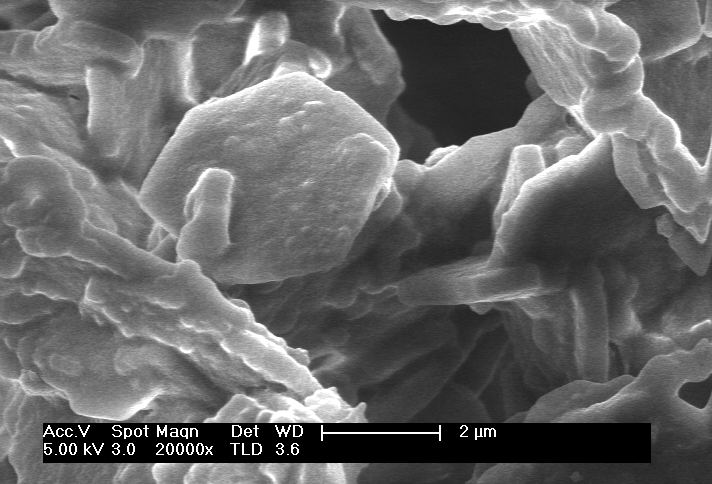 Acc.V Spot Magn Det WD 2 µm
5.00 kV 3.0 20000x TLD 3.6